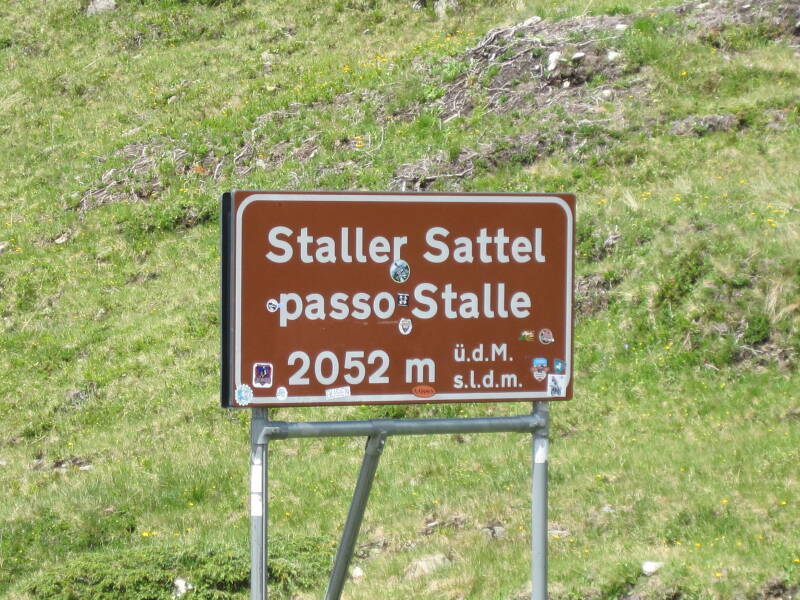 Staller Sattel
passo Stalle
2052 m ü.d.M.
s.l.d.m.